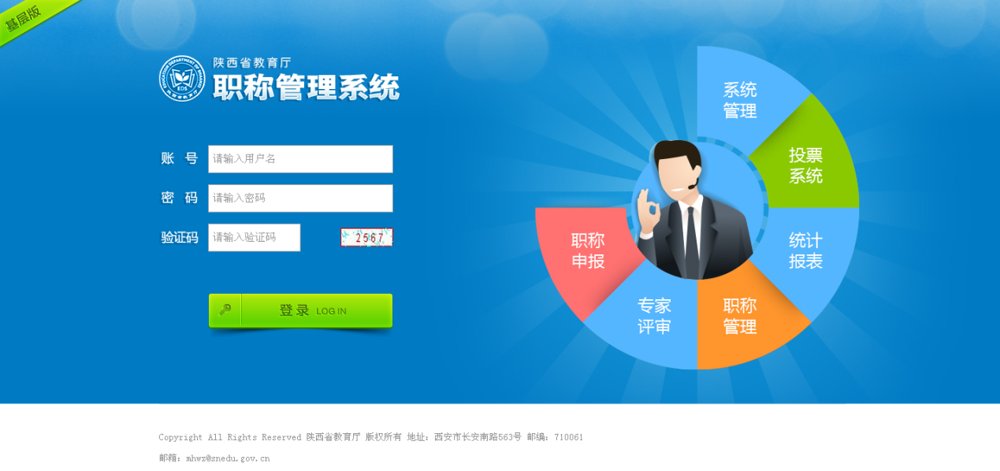 基层版
陕西省教育厅
职称管理系统
EDS
账 号 请输入用户名
密 码 请输入密码
验证码 请输入验证码 2567
登录 LOG IN
系统
管理
投票
系统
统计
报表
职称
管理
专家
评审
职称
申报
Copyright All Rights Reserved 陕西省教育厅 版权所有 地址：西安市长安南路563号 邮编：710061
邮箱：mhwz@snedu.gov.cn